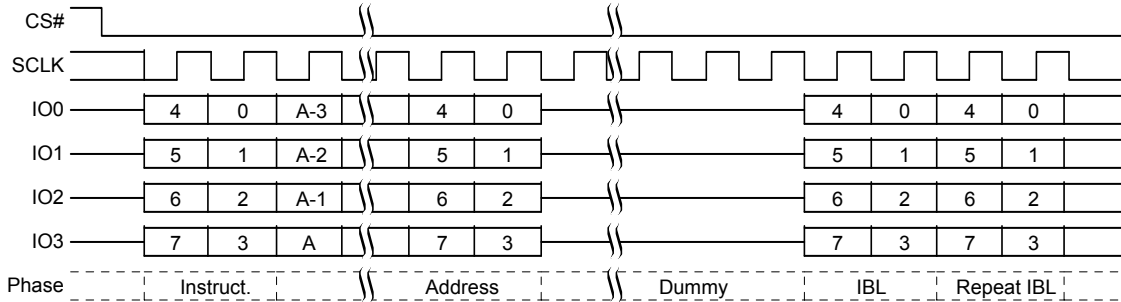 CS#
SCLK
IO0 4 0 A-3 4 0 4 0 4 0
IO1 5 1 A-2 5 1 5 1 5 1
IO2 6 2 A-1 6 2 6 2 6 2
IO3 7 3 A 7 3 7 3 7 3
Phase Instruct. Address Dummy IBL Repeat IBL